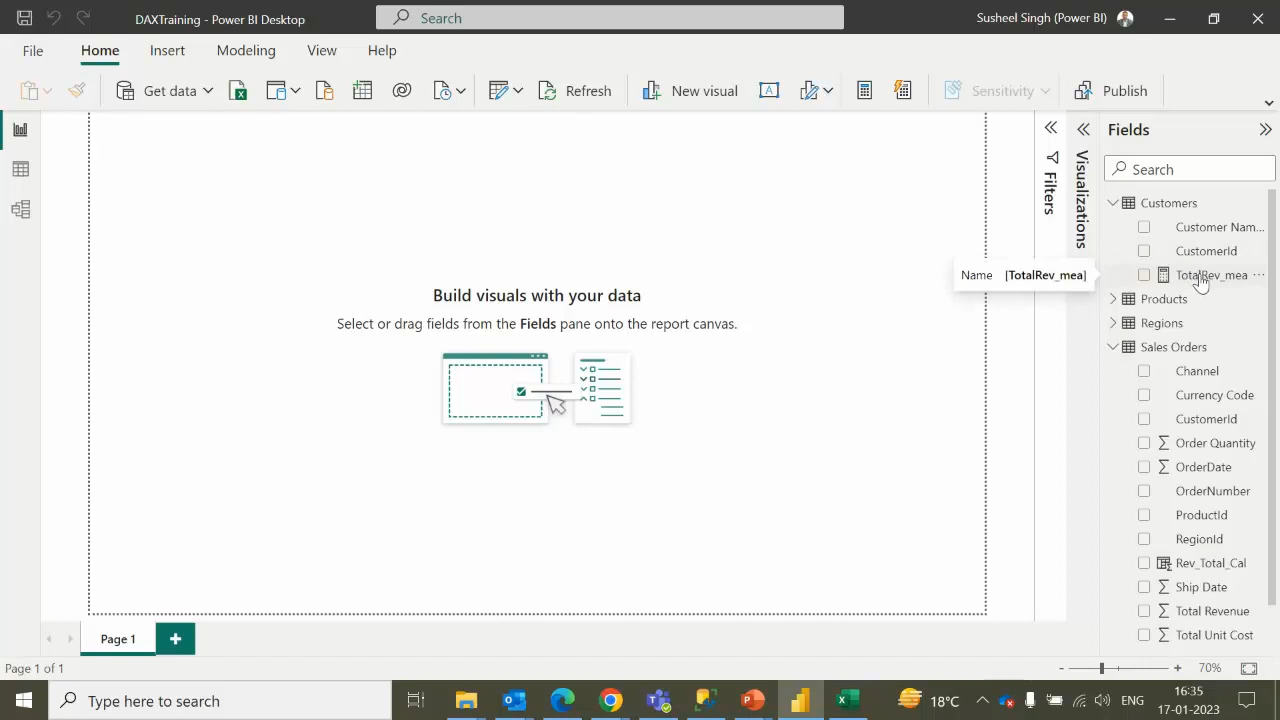 DAXTraining - Power BI Desktop
Search
Susheel Singh (Power BI)
File
Home
Insert
Modeling
View
Help
Get data
Refresh
New visual
Sensitivity
Publish
Fields
Search
Filters
Visualizations
Customers
Customer Nam...
CustomerId
TotalRev_mea
Name |TotalRev_mea|
Products
Regions
Sales Orders
Channel
Currency Code
CustomerId
Order Quantity
OrderDate
OrderNumber
ProductId
RegionId
Rev_Total_Cal
Ship Date
Total Revenue
Total Unit Cost
Build visuals with your data
Select or drag fields from the Fields pane onto the report canvas.
Page 1
Page 1 of 1
- + 70%
Type here to search
18°C
ENG
16:35
17-01-2023